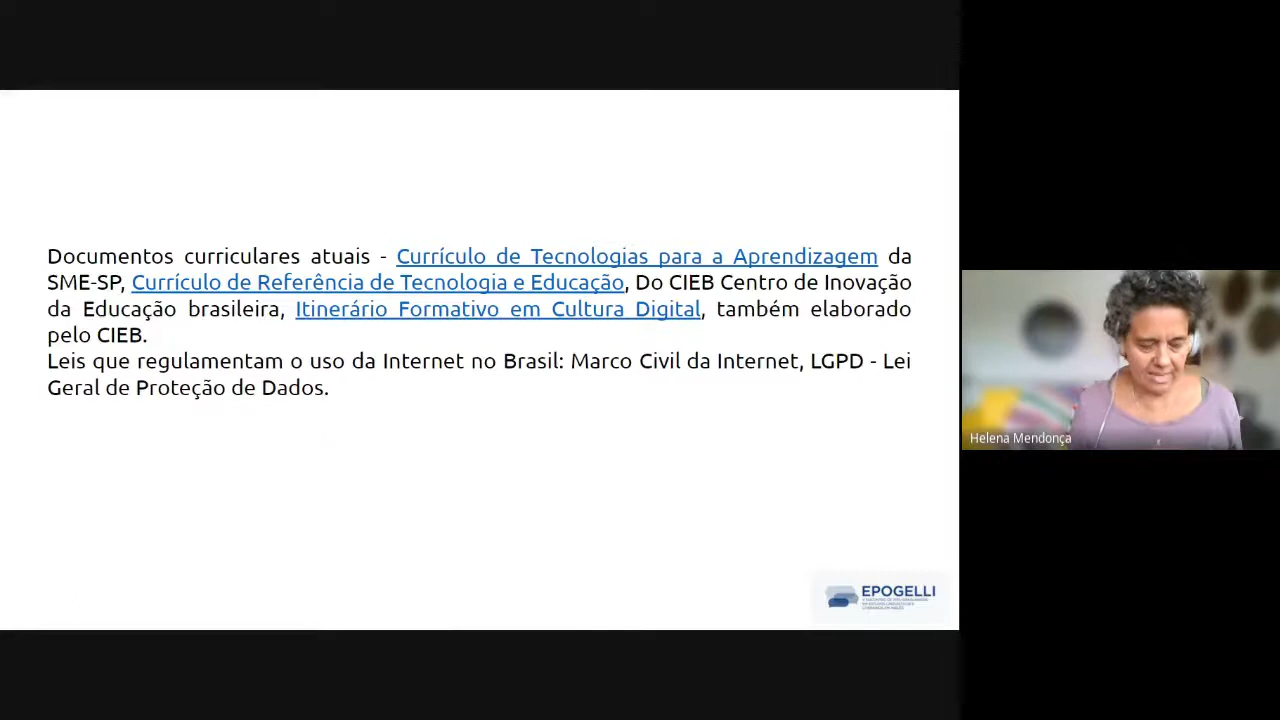 Documentos curriculares atuais - Currículo de Tecnologias para a Aprendizagem da
SME-SP, Currículo de Referência de Tecnologia e Educação, Do CIEB Centro de Inovação
da Educação brasileira, Itinerário Formativo em Cultura Digital, também elaborado
pelo CIEB.
Leis que regulamentam o uso da Internet no Brasil: Marco Civil da Internet, LGPD - Lei
Geral de Proteção de Dados.
Helena Mendonça
EPOGELLI